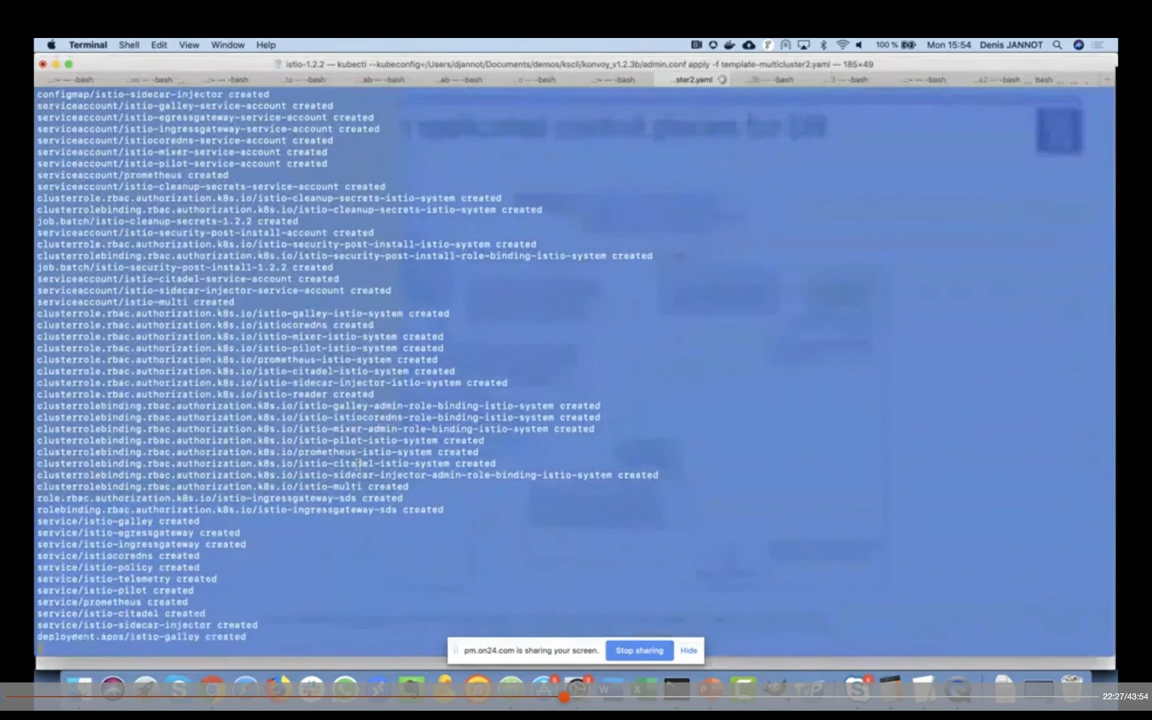 Terminal Shell Edit View Window Help 100% Mon 15:54 Denis JANNOT
istio-1.2.2 — kubectl --kubeconfig=/Users/djannot/Documents/demos/kscli/konvoy_v1.2.3b/admin.conf apply -f template-multicluster2.yaml — 185×49
configmap/istio-sidecar-injector created
serviceaccount/istio-galley-service-account created
serviceaccount/istio-egressgateway-service-account created
serviceaccount/istio-ingressgateway-service-account created
serviceaccount/istiocoredns-service-account created
serviceaccount/istio-mixer-service-account created
serviceaccount/istio-pilot-service-account created
serviceaccount/prometheus created
serviceaccount/istio-cleanup-secrets-service-account created
clusterrole.rbac.authorization.k8s.io/istio-cleanup-secrets-istio-system created
clusterrolebinding.rbac.authorization.k8s.io/istio-cleanup-secrets-istio-system created
job.batch/istio-cleanup-secrets-1.2.2 created
serviceaccount/istio-security-post-install-account created
clusterrole.rbac.authorization.k8s.io/istio-security-post-install-istio-system created
clusterrolebinding.rbac.authorization.k8s.io/istio-security-post-install-role-binding-istio-system created
job.batch/istio-security-post-install-1.2.2 created
serviceaccount/istio-citadel-service-account created
serviceaccount/istio-sidecar-injector-service-account created
serviceaccount/istio-multi created
clusterrole.rbac.authorization.k8s.io/istio-galley-istio-system created
clusterrole.rbac.authorization.k8s.io/istiocoredns created
clusterrole.rbac.authorization.k8s.io/istio-mixer-istio-system created
clusterrole.rbac.authorization.k8s.io/istio-pilot-istio-system created
clusterrole.rbac.authorization.k8s.io/prometheus-istio-system created
clusterrole.rbac.authorization.k8s.io/istio-citadel-istio-system created
clusterrole.rbac.authorization.k8s.io/istio-sidecar-injector-istio-system created
clusterrole.rbac.authorization.k8s.io/istio-reader created
clusterrolebinding.rbac.authorization.k8s.io/istio-galley-admin-role-binding-istio-system created
clusterrolebinding.rbac.authorization.k8s.io/istio-istiocoredns-role-binding-istio-system created
clusterrolebinding.rbac.authorization.k8s.io/istio-mixer-admin-role-binding-istio-system created
clusterrolebinding.rbac.authorization.k8s.io/istio-pilot-istio-system created
clusterrolebinding.rbac.authorization.k8s.io/prometheus-istio-system created
clusterrolebinding.rbac.authorization.k8s.io/istio-citadel-istio-system created
clusterrolebinding.rbac.authorization.k8s.io/istio-sidecar-injector-admin-role-binding-istio-system created
clusterrolebinding.rbac.authorization.k8s.io/istio-multi created
role.rbac.authorization.k8s.io/istio-ingressgateway-sds created
rolebinding.rbac.authorization.k8s.io/istio-ingressgateway-sds created
service/istio-galley created
service/istio-egressgateway created
service/istio-ingressgateway created
service/istiocoredns created
service/istio-policy created
service/istio-telemetry created
service/istio-pilot created
service/prometheus created
service/istio-citadel created
service/istio-sidecar-injector created
deployment.apps/istio-galley created
pm.on24.com is sharing your screen. Stop sharing Hide
22:27/43:54